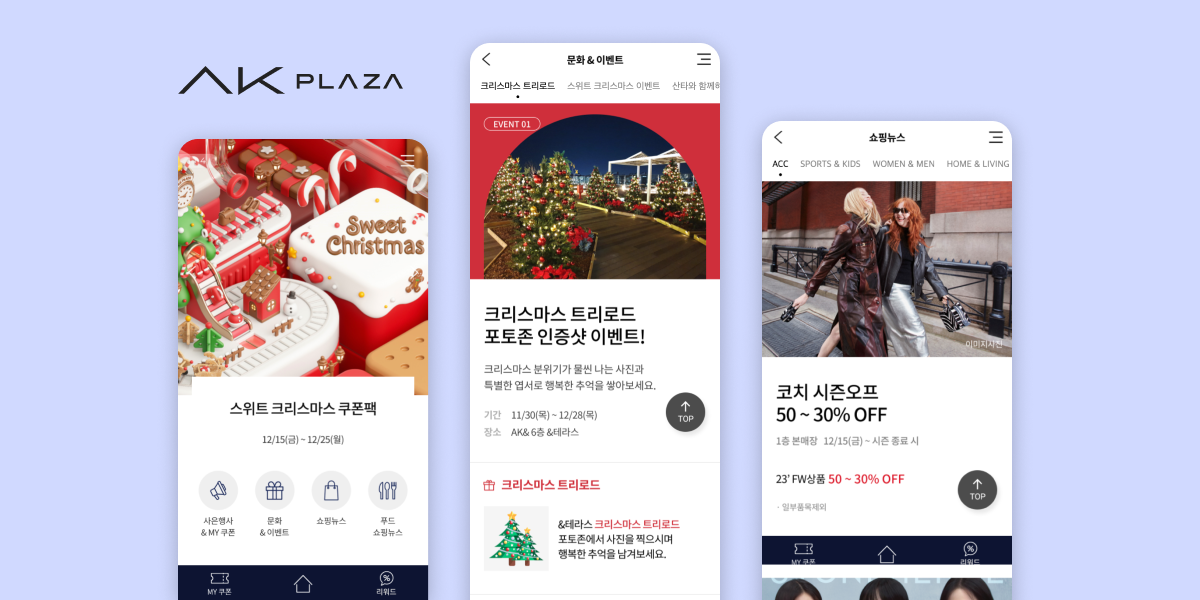 AK PLAZA
Sweet
Christmas
스위트 크리스마스 쿠폰팩
12/15(금) ~ 12/25(월)
사은행사
& MY 쿠폰
문화
& 이벤트
쇼핑뉴스
푸드
쇼핑뉴스
MY 쿠폰
리워드
문화 & 이벤트
크리스마스 트리로드
스위트 크리스마스 이벤트
산타와 함께하
EVENT 01
크리스마스 트리로드
포토존 인증샷 이벤트!
크리스마스 분위기가 물씬 나는 사진과
특별한 엽서로 행복한 추억을 쌓아보세요.
기간 11/30(목) ~ 12/28(목)
장소 AK& 6층 &테라스
TOP
크리스마스 트리로드
&테라스 크리스마스 트리로드
포토존에서 사진을 찍으시며
행복한 추억을 남겨보세요.
쇼핑뉴스
ACC
SPORTS & KIDS
WOMEN & MEN
HOME & LIVING
이미지사진
코치 시즌오프
50 ~ 30% OFF
1층 본매장 12/15(금) ~ 시즌 종료 시
23' FW상품 50 ~ 30% OFF
TOP
· 일부품목제외
MY 쿠폰
리워드